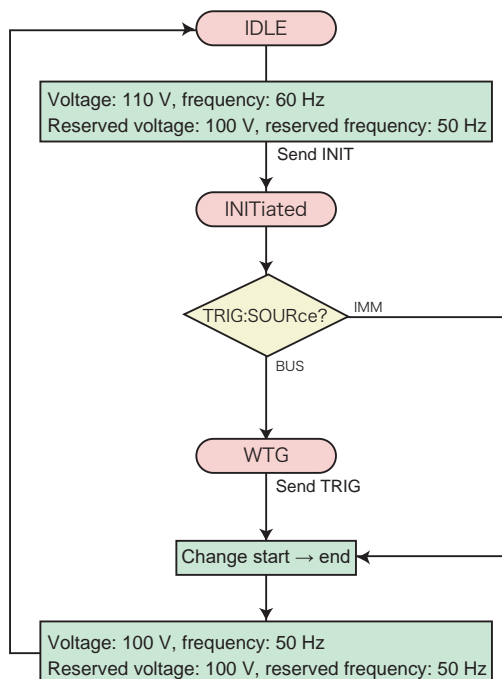 IDLE
Voltage: 110 V, frequency: 60 Hz
Reserved voltage: 100 V, reserved frequency: 50 Hz
Send INIT
INITiated
TRIG:SOURce?
IMM
BUS
WTG
Send TRIG
Change start → end
Voltage: 100 V, frequency: 50 Hz
Reserved voltage: 100 V, reserved frequency: 50 Hz